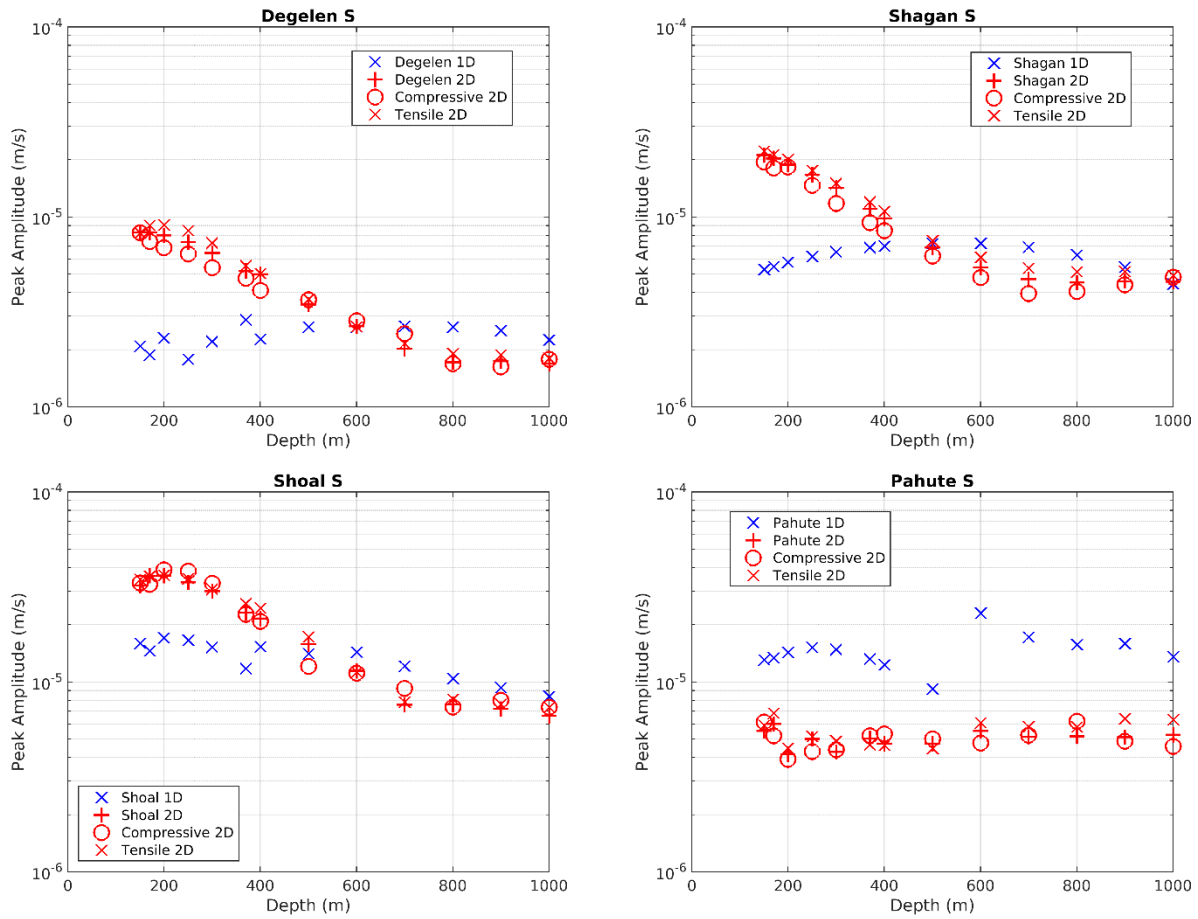 Degelen S
10^-4
Degelen 1D
Degelen 2D
Compressive 2D
Tensile 2D
10^-5
10^-6
Peak Amplitude (m/s)
0 200 400 600 800 1000
Depth (m)
Shagan S
10^-4
Shagan 1D
Shagan 2D
Compressive 2D
Tensile 2D
10^-5
10^-6
Peak Amplitude (m/s)
0 200 400 600 800 1000
Depth (m)
Shoal S
10^-4
10^-5
Shoal 1D
Shoal 2D
Compressive 2D
Tensile 2D
10^-6
Peak Amplitude (m/s)
0 200 400 600 800 1000
Depth (m)
Pahute S
10^-4
Pahute 1D
Pahute 2D
Compressive 2D
Tensile 2D
10^-5
10^-6
Peak Amplitude (m/s)
0 200 400 600 800 1000
Depth (m)